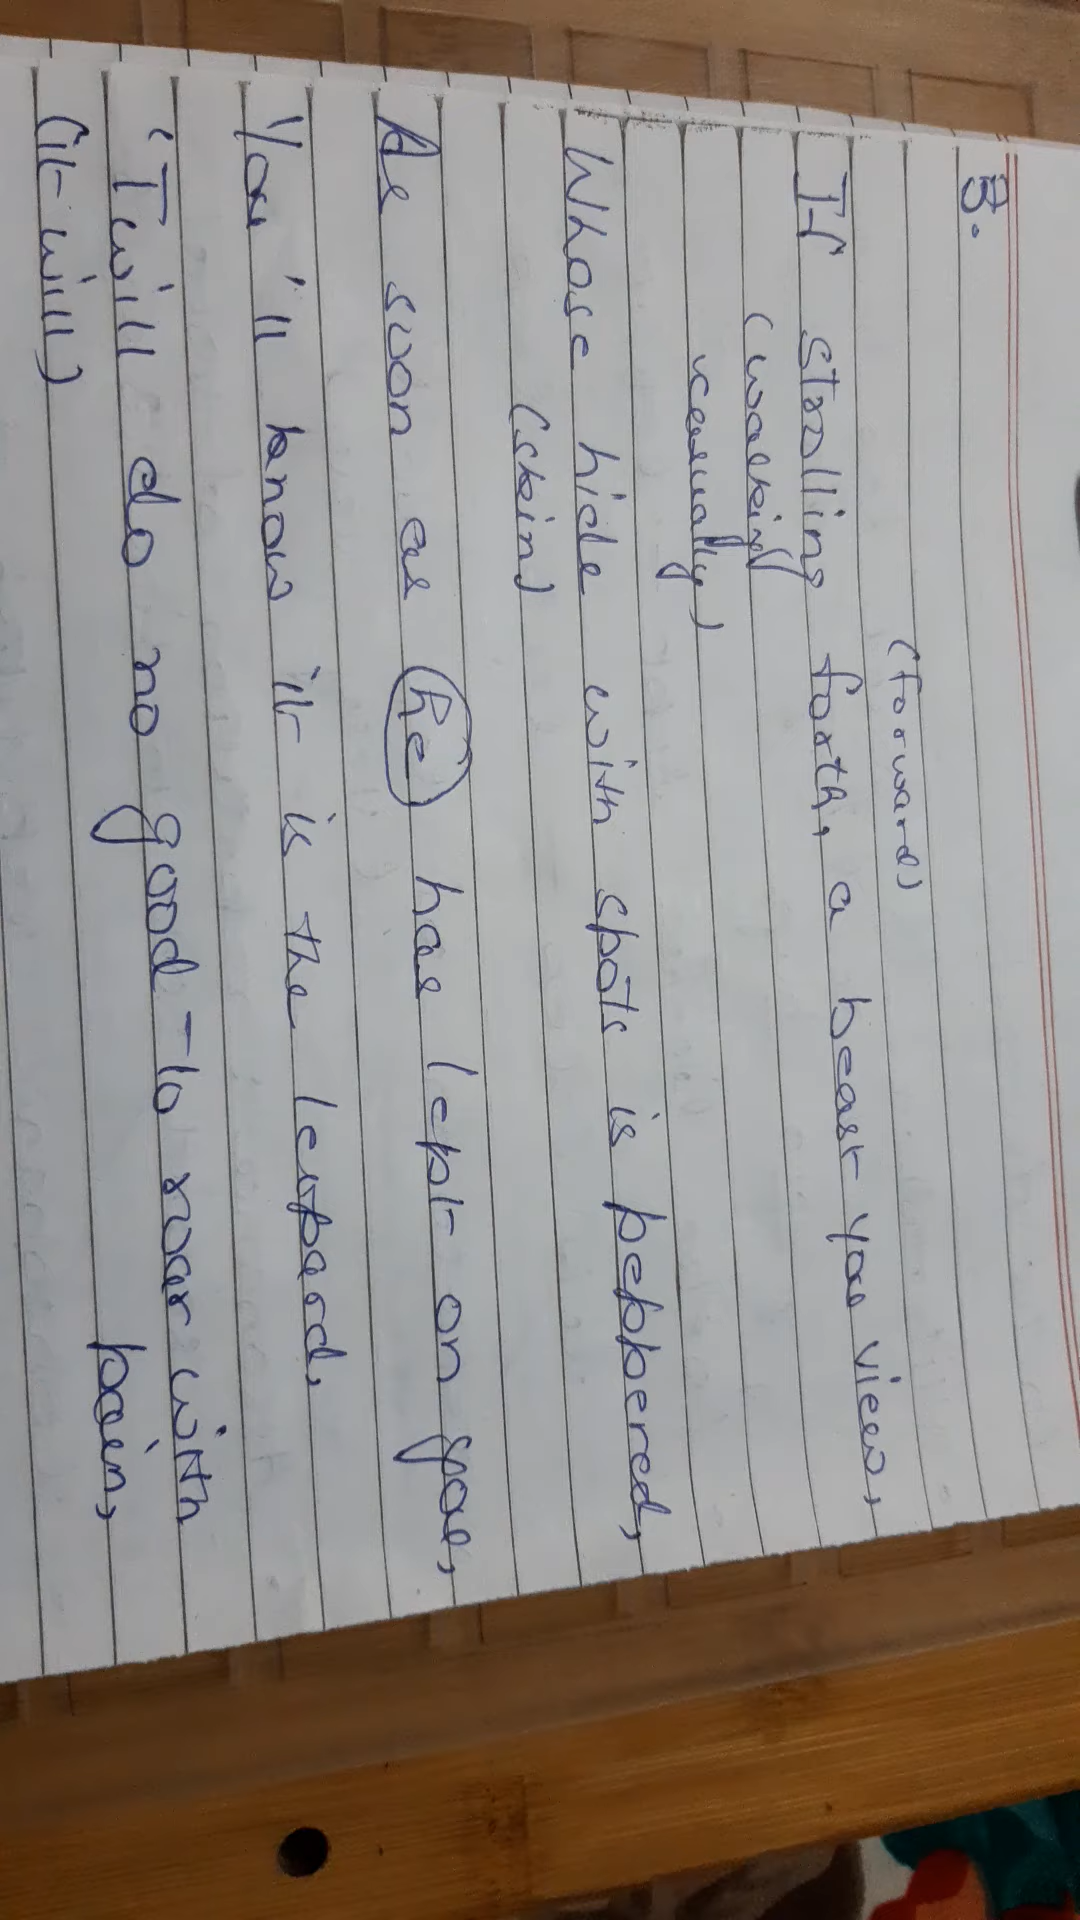 3.
(forward)
If strolling forth, a beast you view,
(walking
casually)
Whose hide with spots is peppered,
(skin)
As soon as he has lept on you,
You'll know it is the leopard.
'Twill do no good to roar with
pain,
(it will)